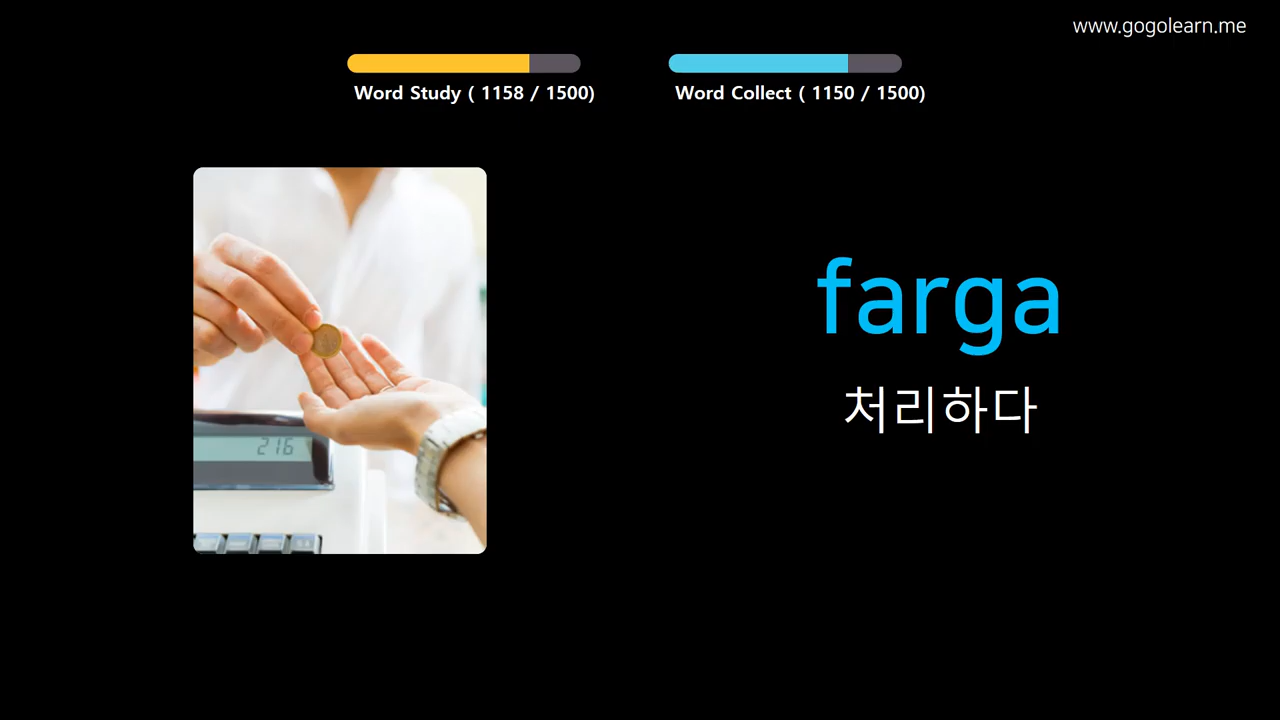 www.gogolearn.me
Word Study ( 1158 / 1500)
Word Collect ( 1150 / 1500)
farga
처리하다
216